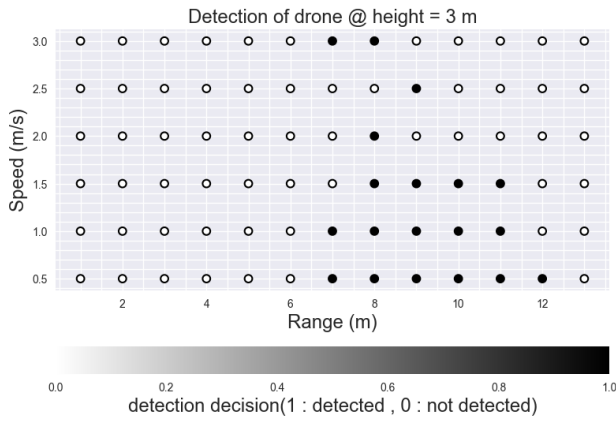 Detection of drone @ height = 3 m
Speed (m/s)
3.0
2.5
2.0
1.5
1.0
0.5
2 4 6 8 10 12
Range (m)
0.0 0.2 0.4 0.6 0.8 1.0
detection decision(1 : detected , 0 : not detected)